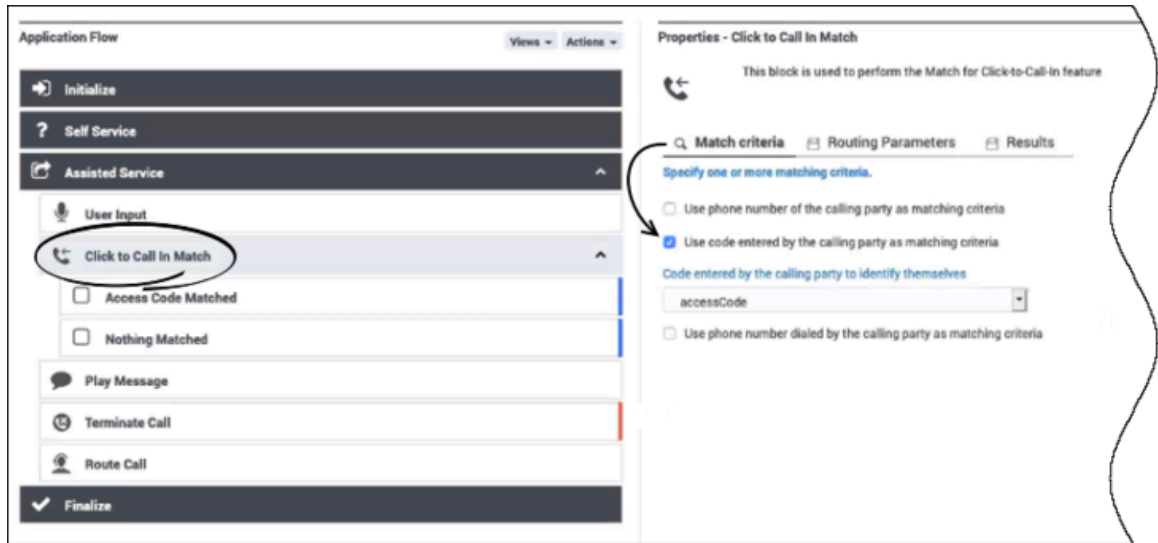 Application Flow
Views Actions
Initialize
? Self Service
Assisted Service
User Input
Click to Call In Match
Access Code Matched
Nothing Matched
Play Message
Terminate Call
Route Call
Finalize
Properties - Click to Call In Match
This block is used to perform the Match for Click-to-Call-In feature
Match criteria Routing Parameters Results
Specify one or more matching criteria.
Use phone number of the calling party as matching criteria
Use code entered by the calling party as matching criteria
Code entered by the calling party to identify themselves
accessCode
Use phone number dialed by the calling party as matching criteria